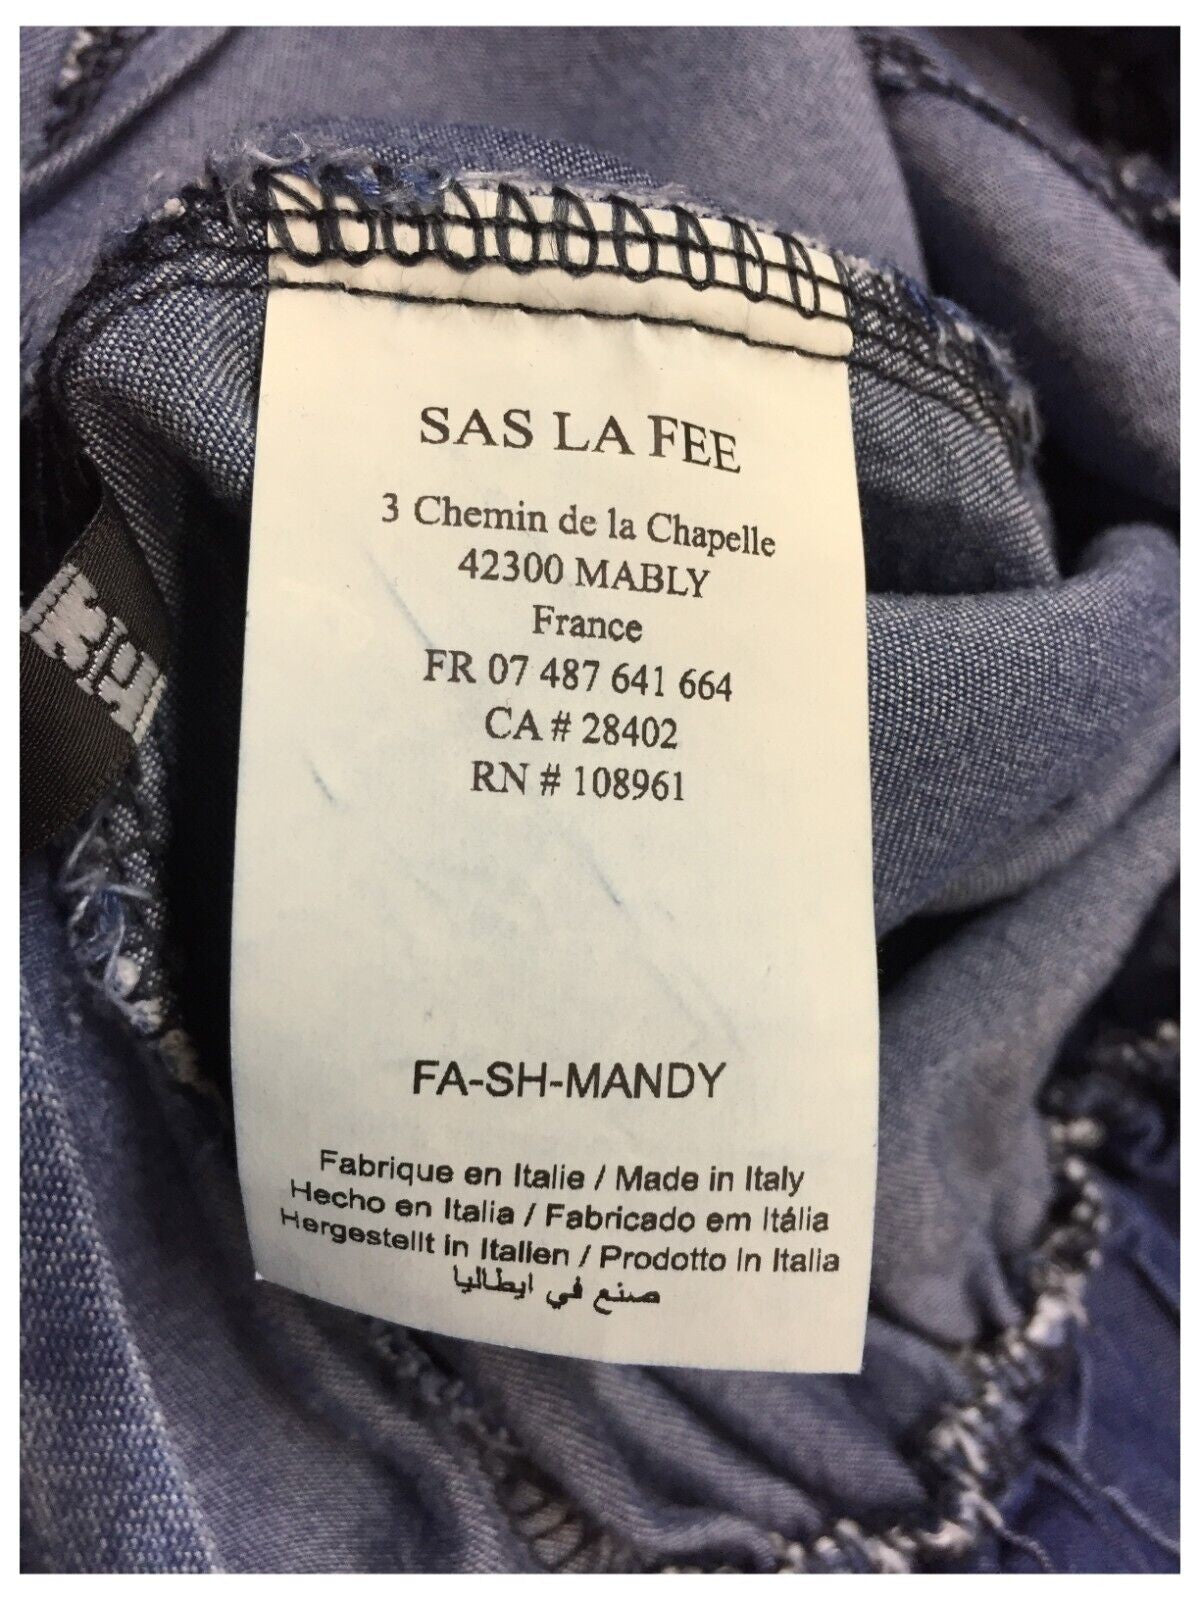 SAS LA FEE
3 Chemin de la Chapelle
42300 MABLY
France
FR 07 487 641 664
CA # 28402
RN # 108961
FA-SH-MANDY
Fabrique en Italie / Made in Italy
Hecho en Italia / Fabricado em Itália
Hergestellt in Italien / Prodotto in Italia
صنع في ايطاليا